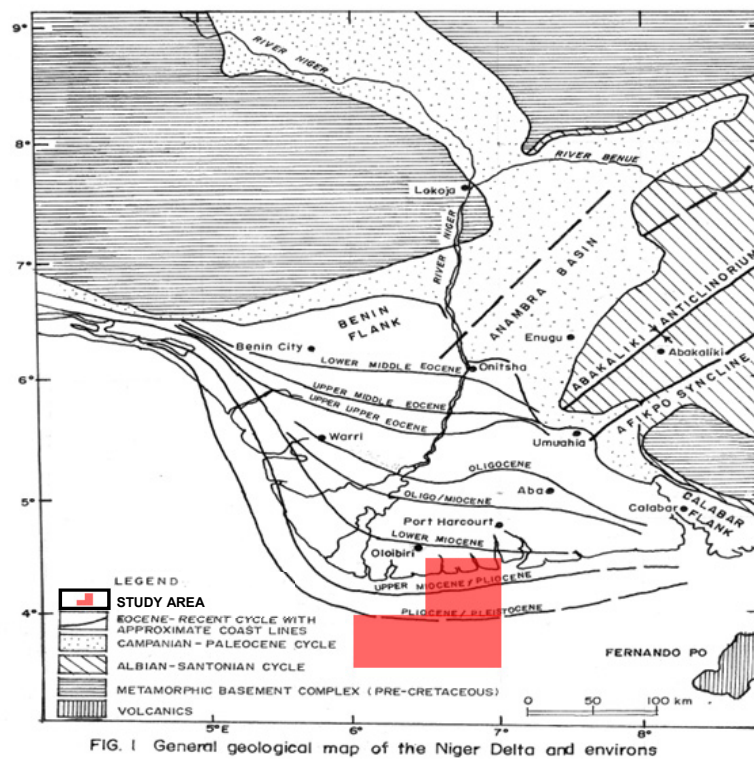 9°
RIVER NIGER
8°
RIVER BENUE
Lokoja
RIVER NIGER
7°
ANAMBRA BASIN
BENIN
FLANK
ABAKALIKI ANTICLINORIUM
Benin City
Enugu
Abakaliki
LOWER MIDDLE EOCENE
Onitsha
6°
UPPER MIDDLE EOCENE
AFIKPO SYNCLINE
UPPER UPPER EOCENE
Warri
Umuahia
OLIGOCENE
5°
OLIGO/MIOCENE
Aba
Calabar
CALABAR
FLANK
Port Harcourt
LOWER MIOCENE
Oloibiri
LEGEND
UPPER MIOCENE/PLIOCENE
STUDY AREA
4°
PLIOCENE/PLEISTOCENE
EOCENE-RECENT CYCLE WITH
APPROXIMATE COAST LINES
CAMPANIAN-PALEOCENE CYCLE
FERNANDO PO
ALBIAN-SANTONIAN CYCLE
METAMORPHIC BASEMENT COMPLEX (PRE-CRETACEOUS)
0 50 100 km
VOLCANICS
5°E 6° 7° 8°
FIG. I General geological map of the Niger Delta and environs